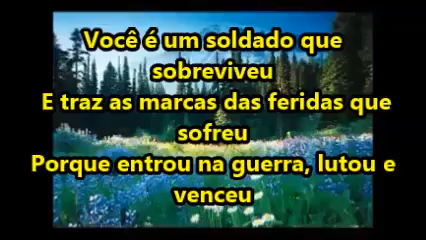 Você é um soldado que
sobreviveu
E traz as marcas das feridas que
sofreu
Porque entrou na guerra, lutou e
venceu